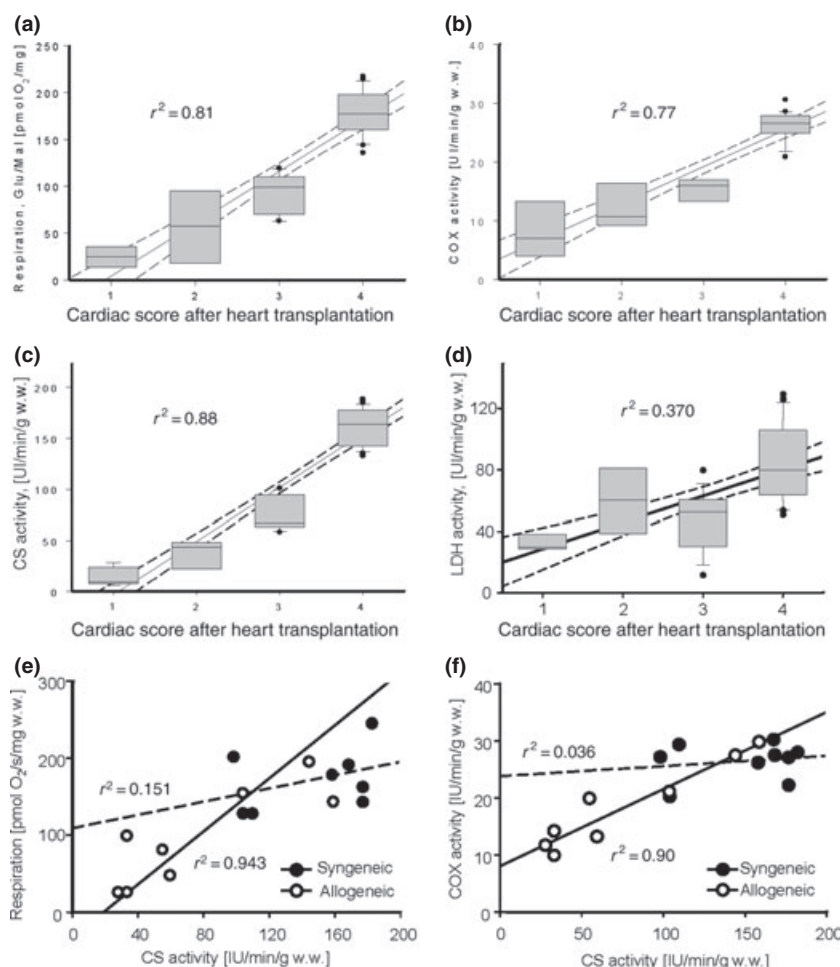 (a)
Respiration, Glu/Mal [pmol O2/mg]
250
200
150
100
50
0
r² = 0.81
1 2 3 4
Cardiac score after heart transplantation
(b)
COX activity [UI/min/g w.w.]
40
30
20
10
0
r² = 0.77
1 2 3 4
Cardiac score after heart transplantation
(c)
CS activity, [UI/min/g w.w.]
200
150
100
50
0
r² = 0.88
1 2 3 4
Cardiac score after heart transplantation
(d)
LDH activity, [UI/min/g w.w.]
120
80
40
0
r² = 0.370
1 2 3 4
Cardiac score after heart transplantation
(e)
Respiration [pmol O2/s/mg w.w.]
300
200
100
0
r² = 0.151
r² = 0.943
Syngeneic
Allogeneic
0 40 80 120 160 200
CS activity [IU/min/g w.w.]
(f)
COX activity [IU/min/g w.w.]
40
30
20
10
0
r² = 0.036
r² = 0.90
Syngeneic
Allogeneic
0 50 100 150 200
CS activity [IU/min/g w.w.]